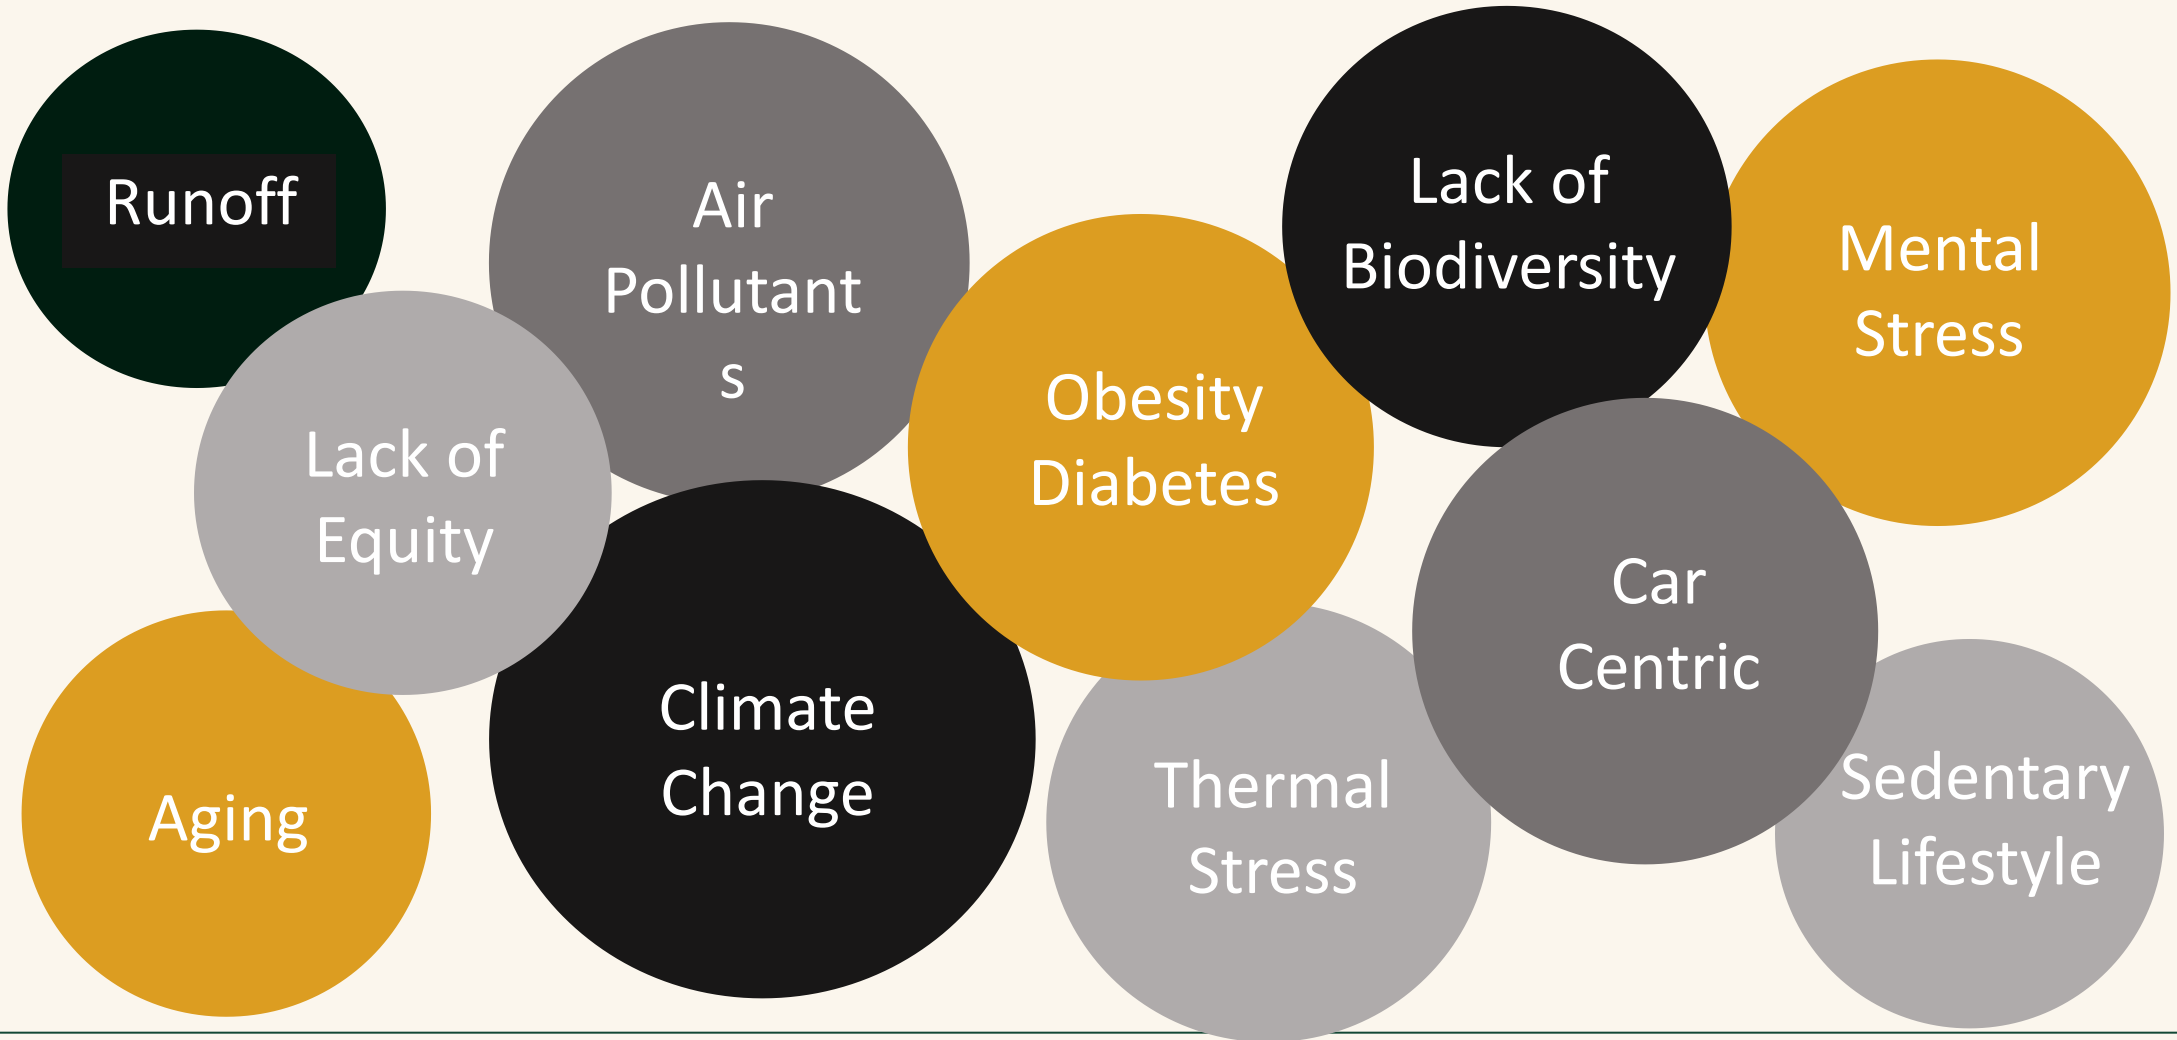 Runoff
Air
Pollutant
s
Lack of
Biodiversity
Mental
Stress
Lack of
Equity
Obesity
Diabetes
Car
Centric
Aging
Climate
Change
Thermal
Stress
Sedentary
Lifestyle